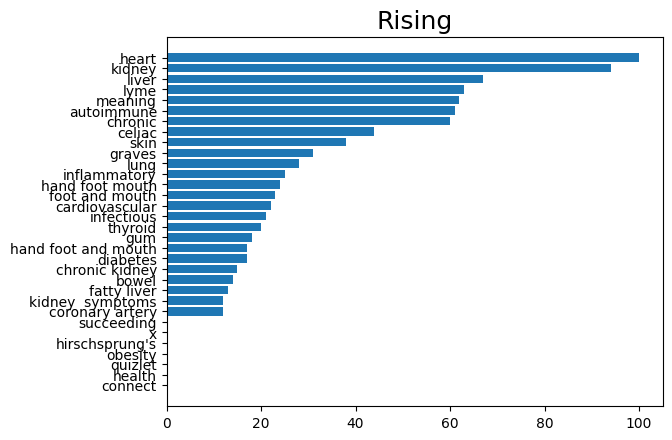 Rising
heart
kidney
liver
lyme
meaning
autoimmune
chronic
celiac
skin
graves
lung
inflammatory
hand foot mouth
foot and mouth
cardiovascular
infectious
thyroid
gum
hand foot and mouth
diabetes
chronic kidney
bowel
fatty liver
kidney  symptoms
coronary artery
succeeding
x
hirschsprung's
obesity
quizlet
health
connect
0 20 40 60 80 100